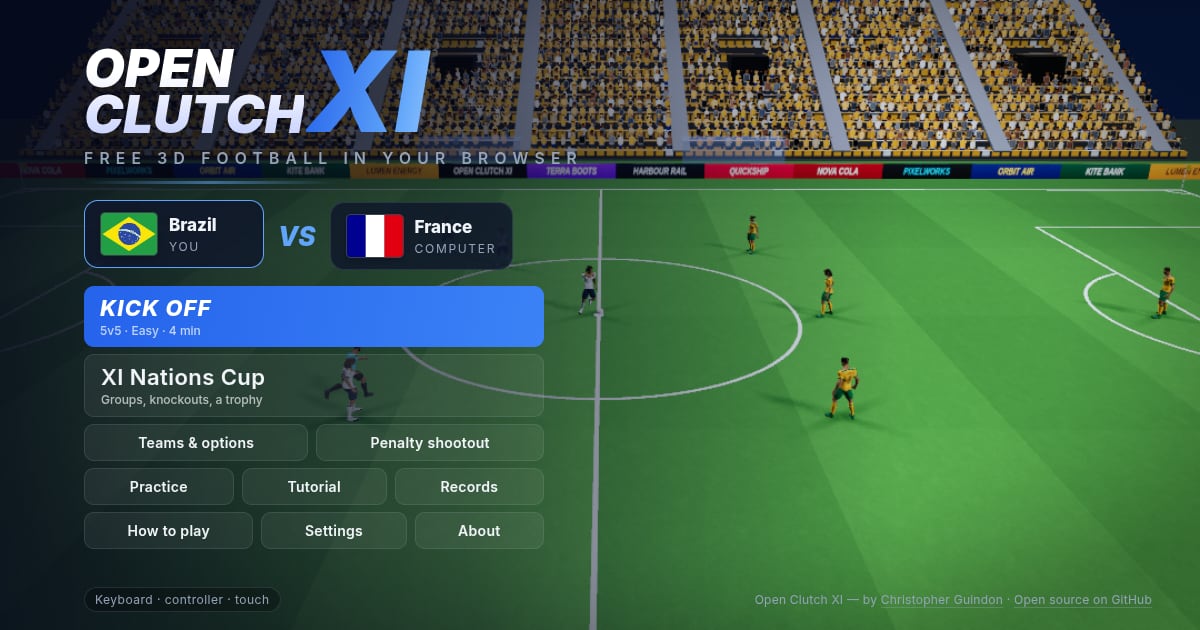 OPEN
CLUTCH XI
FREE 3D FOOTBALL IN YOUR BROWSER
NOVA COLA PIXELWORKS ORBIT AIR KITE BANK LUMEN ENERGY OPEN CLUTCH XI TERRA BOOTS HARBOUR RAIL QUICKSHIP NOVA COLA PIXELWORKS ORBIT AIR KITE BANK
Brazil
YOU
VS
France
COMPUTER
KICK OFF
5v5 · Easy · 4 min
XI Nations Cup
Groups, knockouts, a trophy
Teams & options Penalty shootout
Practice Tutorial Records
How to play Settings About
Keyboard · controller · touch
Open Clutch XI — by Christopher Guindon · Open source on GitHub